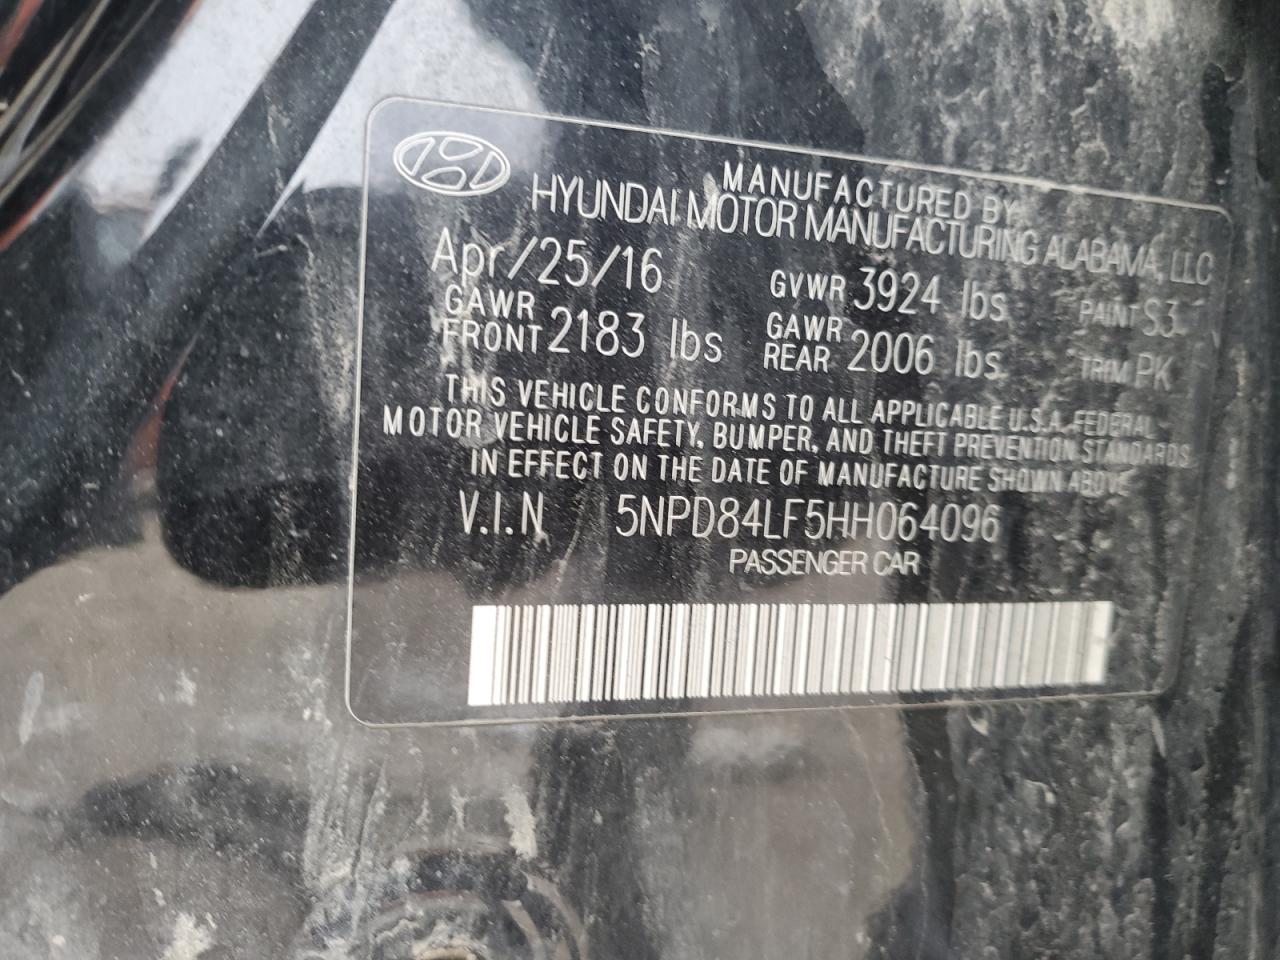 MANUFACTURED BY
HYUNDAI MOTOR MANUFACTURING ALABAMA, LLC
Apr/25/16 GVWR 3924 lbs PAINT S3
GAWR FRONT 2183 lbs GAWR REAR 2006 lbs TRIM PK
THIS VEHICLE CONFORMS TO ALL APPLICABLE U.S.A. FEDERAL
MOTOR VEHICLE SAFETY, BUMPER, AND THEFT PREVENTION STANDARDS
IN EFFECT ON THE DATE OF MANUFACTURE SHOWN ABOVE
V.I.N 5NPD84LF5HH064096
PASSENGER CAR